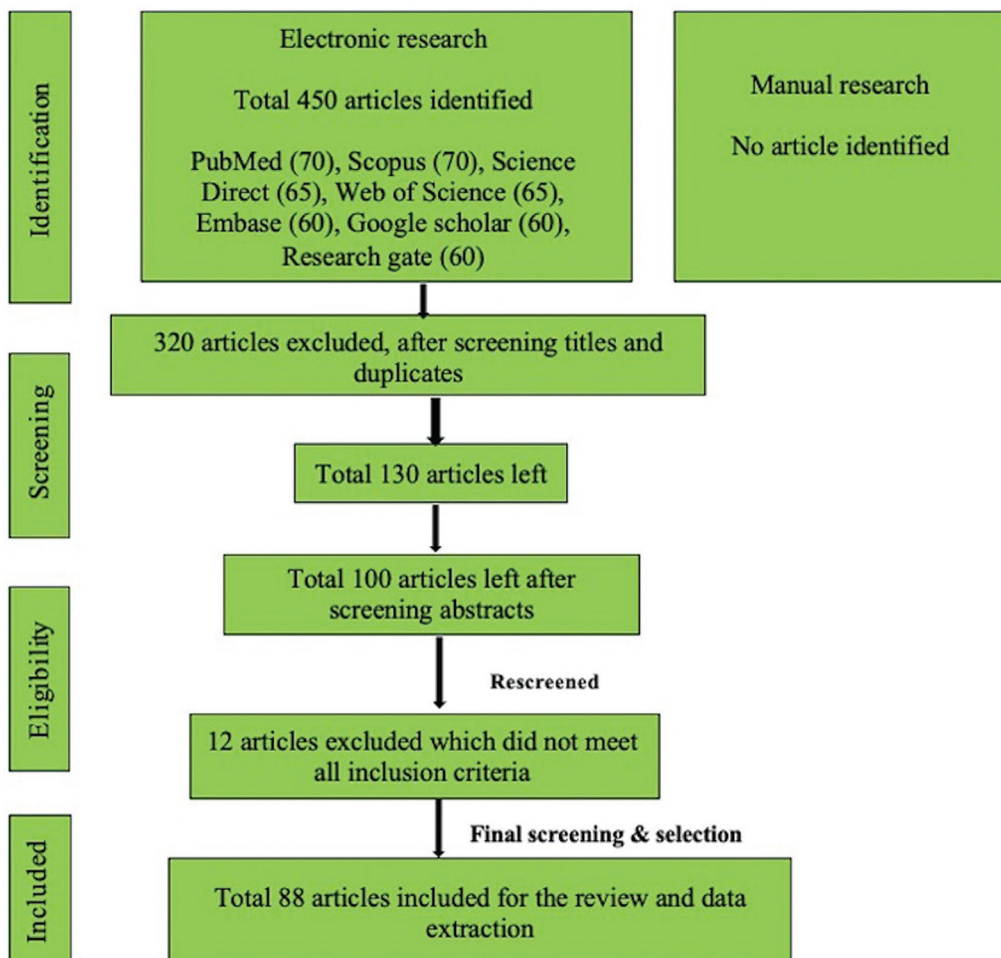 Identification
Electronic research
Total 450 articles identified
PubMed (70), Scopus (70), Science
Direct (65), Web of Science (65),
Embase (60), Google scholar (60),
Research gate (60)
Manual research
No article identified
320 articles excluded, after screening titles and
duplicates
Screening
Total 130 articles left
Total 100 articles left after
screening abstracts
Eligibility
Rescreened
12 articles excluded which did not meet
all inclusion criteria
Final screening & selection
Included
Total 88 articles included for the review and data
extraction